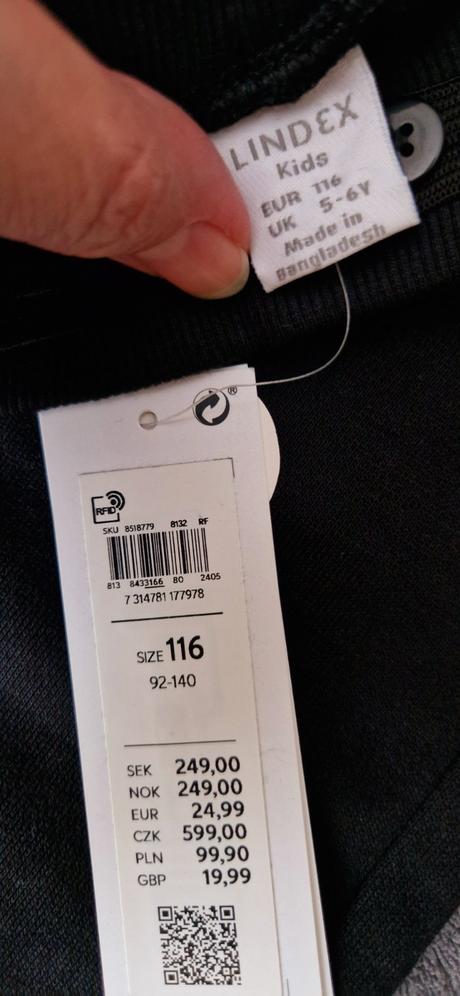 LINDEX
Kids
EUR 116
UK 5-6Y
Made in
Bangladesh
®
RFID
SKU 8518779 8132 RF
813 8433166 80 2405
7 314781 177978
SIZE 116
92-140
SEK 249,00
NOK 249,00
EUR 24,99
CZK 599,00
PLN 99,90
GBP 19,99